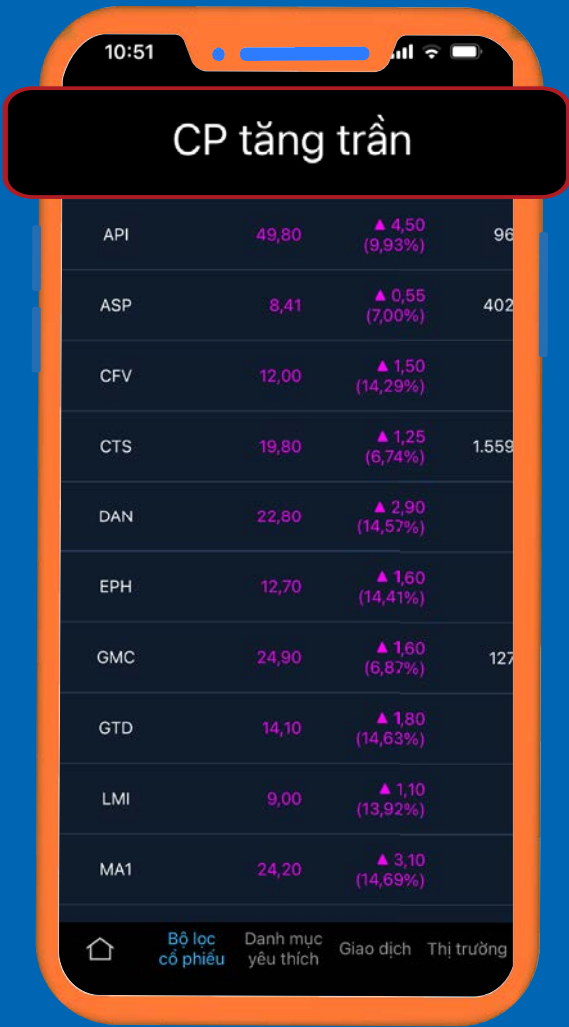 10:51
CP tăng trần
API 49,80 ▲ 4,50 96
(9,93%)
ASP 8,41 ▲ 0,55 402
(7,00%)
CFV 12,00 ▲ 1,50
(14,29%)
CTS 19,80 ▲ 1,25 1.559
(6,74%)
DAN 22,80 ▲ 2,90
(14,57%)
EPH 12,70 ▲ 1,60
(14,41%)
GMC 24,90 ▲ 1,60 127
(6,87%)
GTD 14,10 ▲ 1,80
(14,63%)
LMI 9,00 ▲ 1,10
(13,92%)
MA1 24,20 ▲ 3,10
(14,69%)
Bộ lọc Danh mục Giao dịch Thị trường
cổ phiếu yêu thích